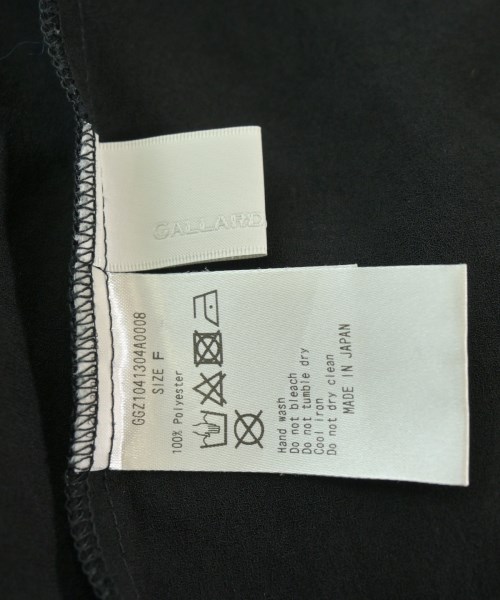 GALLARD
GGZ1041304A0008
SIZE F
100% Polyester
Hand wash
Do not bleach
Do not tumble dry
Cool iron
Do not dry clean
MADE IN JAPAN